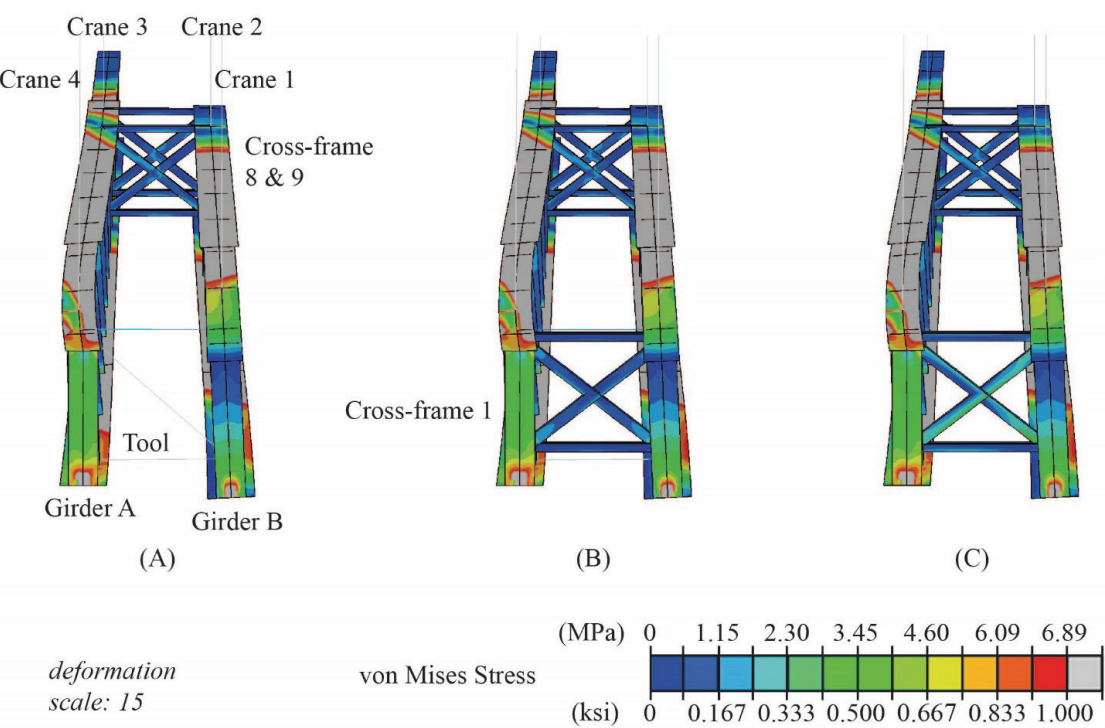 Crane 3 Crane 2
Crane 4 Crane 1
Cross-frame
8 & 9
Cross-frame 1
Tool
Girder A
Girder B
(A) (B) (C)
(MPa) 0 1.15 2.30 3.45 4.60 6.09 6.89
deformation
scale: 15
von Mises Stress
(ksi) 0 0.167 0.333 0.500 0.667 0.833 1.000